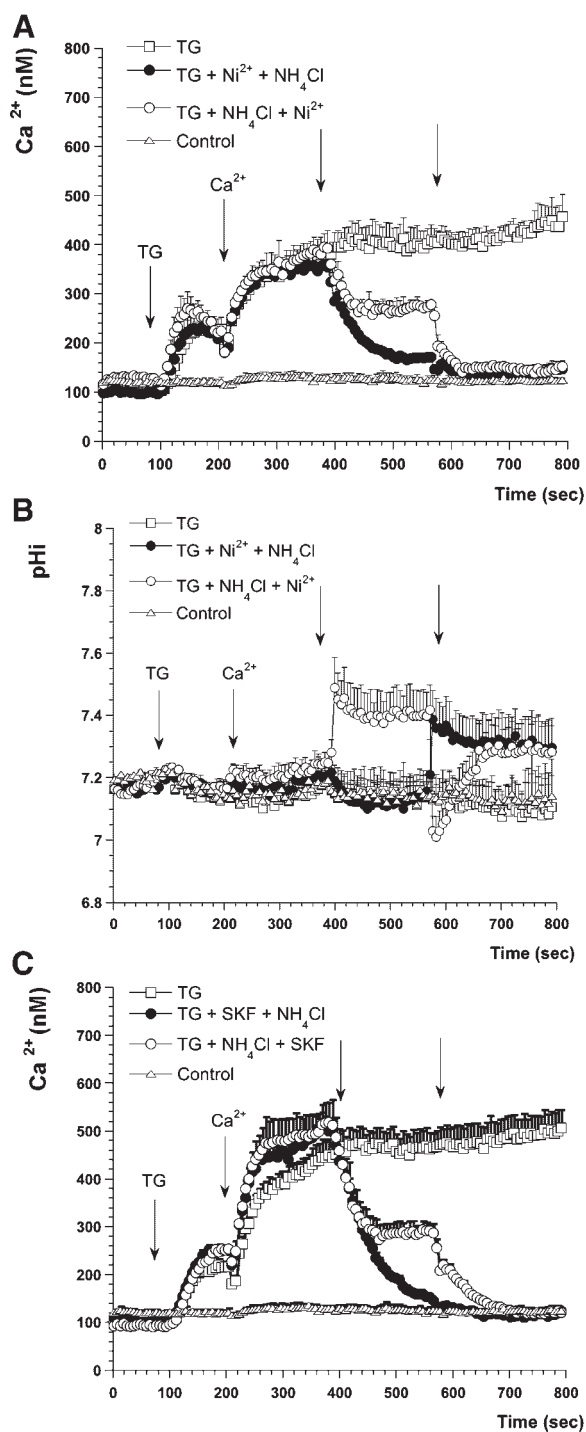 A
Ca 2+ (nM)
800
700
600
500
400
300
200
100
0
TG
TG + Ni2+ + NH4Cl
TG + NH4Cl + Ni2+
Control
TG
Ca2+
0 100 200 300 400 500 600 700 800
Time (sec)
B
pHi
8
7.8
7.6
7.4
7.2
7
6.8
TG
TG + Ni2+ + NH4Cl
TG + NH4Cl + Ni2+
Control
TG
Ca2+
0 100 200 300 400 500 600 700 800
Time (sec)
C
Ca 2+ (nM)
800
700
600
500
400
300
200
100
0
TG
TG + SKF + NH4Cl
TG + NH4Cl + SKF
Control
TG
Ca2+
0 100 200 300 400 500 600 700 800
Time (sec)